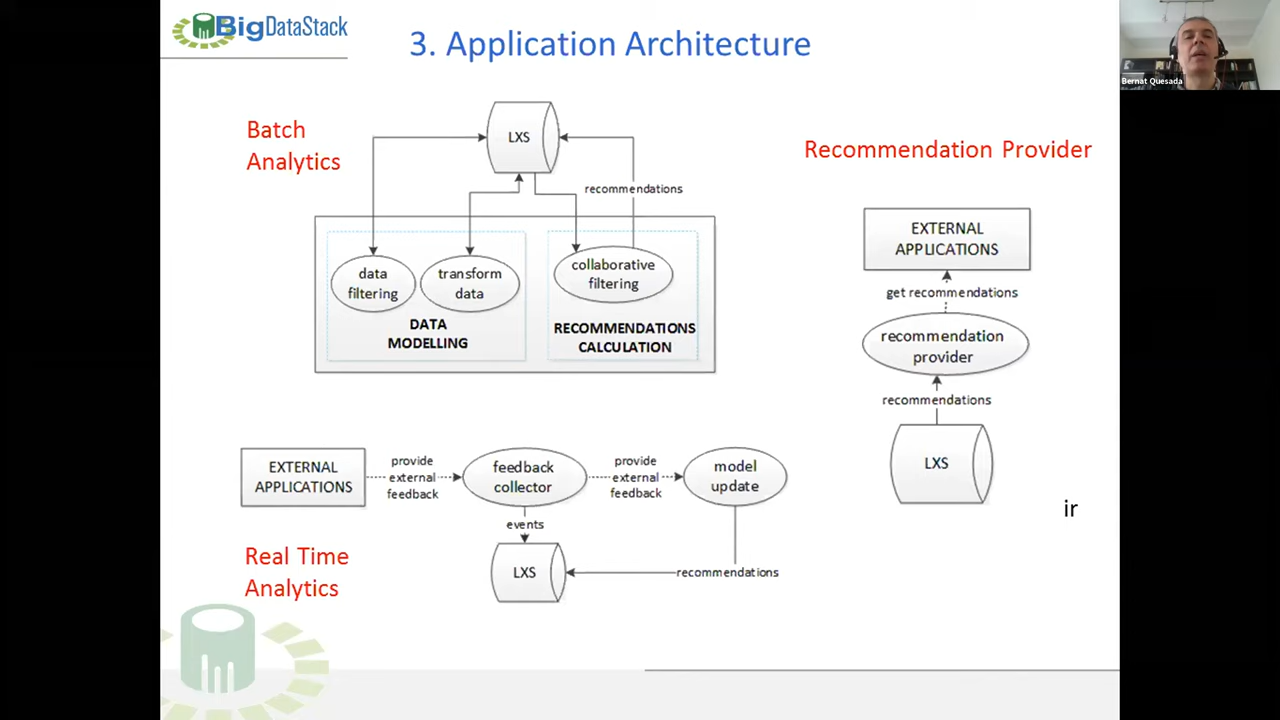 BigDataStack
3. Application Architecture
Bernat Quesada
Batch
Analytics
LXS
recommendations
data
filtering
transform
data
DATA
MODELLING
collaborative
filtering
RECOMMENDATIONS
CALCULATION
Recommendation Provider
EXTERNAL
APPLICATIONS
get recommendations
recommendation
provider
recommendations
LXS
ir
EXTERNAL
APPLICATIONS
provide
external
feedback
feedback
collector
provide
external
feedback
model
update
events
LXS
recommendations
Real Time
Analytics